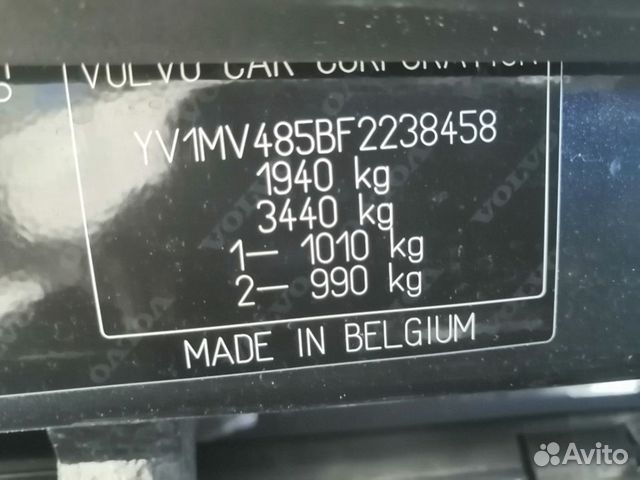 VOLVO CAR CORPORATION
YV1MV485BF2238458
1940 kg
3440 kg
1– 1010 kg
2– 990 kg
MADE IN BELGIUM
Avito